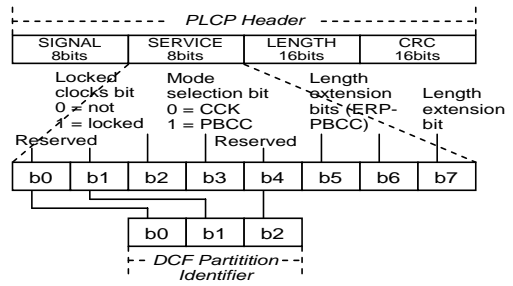 PLCP Header
SIGNAL SERVICE LENGTH CRC
8bits 8bits 16bits 16bits
Locked clocks bit
0 = not
1 = locked
Mode selection bit
0 = CCK
1 = PBCC
Length extension bits (ERP-PBCC)
Length extension bit
Reserved
Reserved
b0 b1 b2 b3 b4 b5 b6 b7
b0 b1 b2
DCF Partitition
Identifier